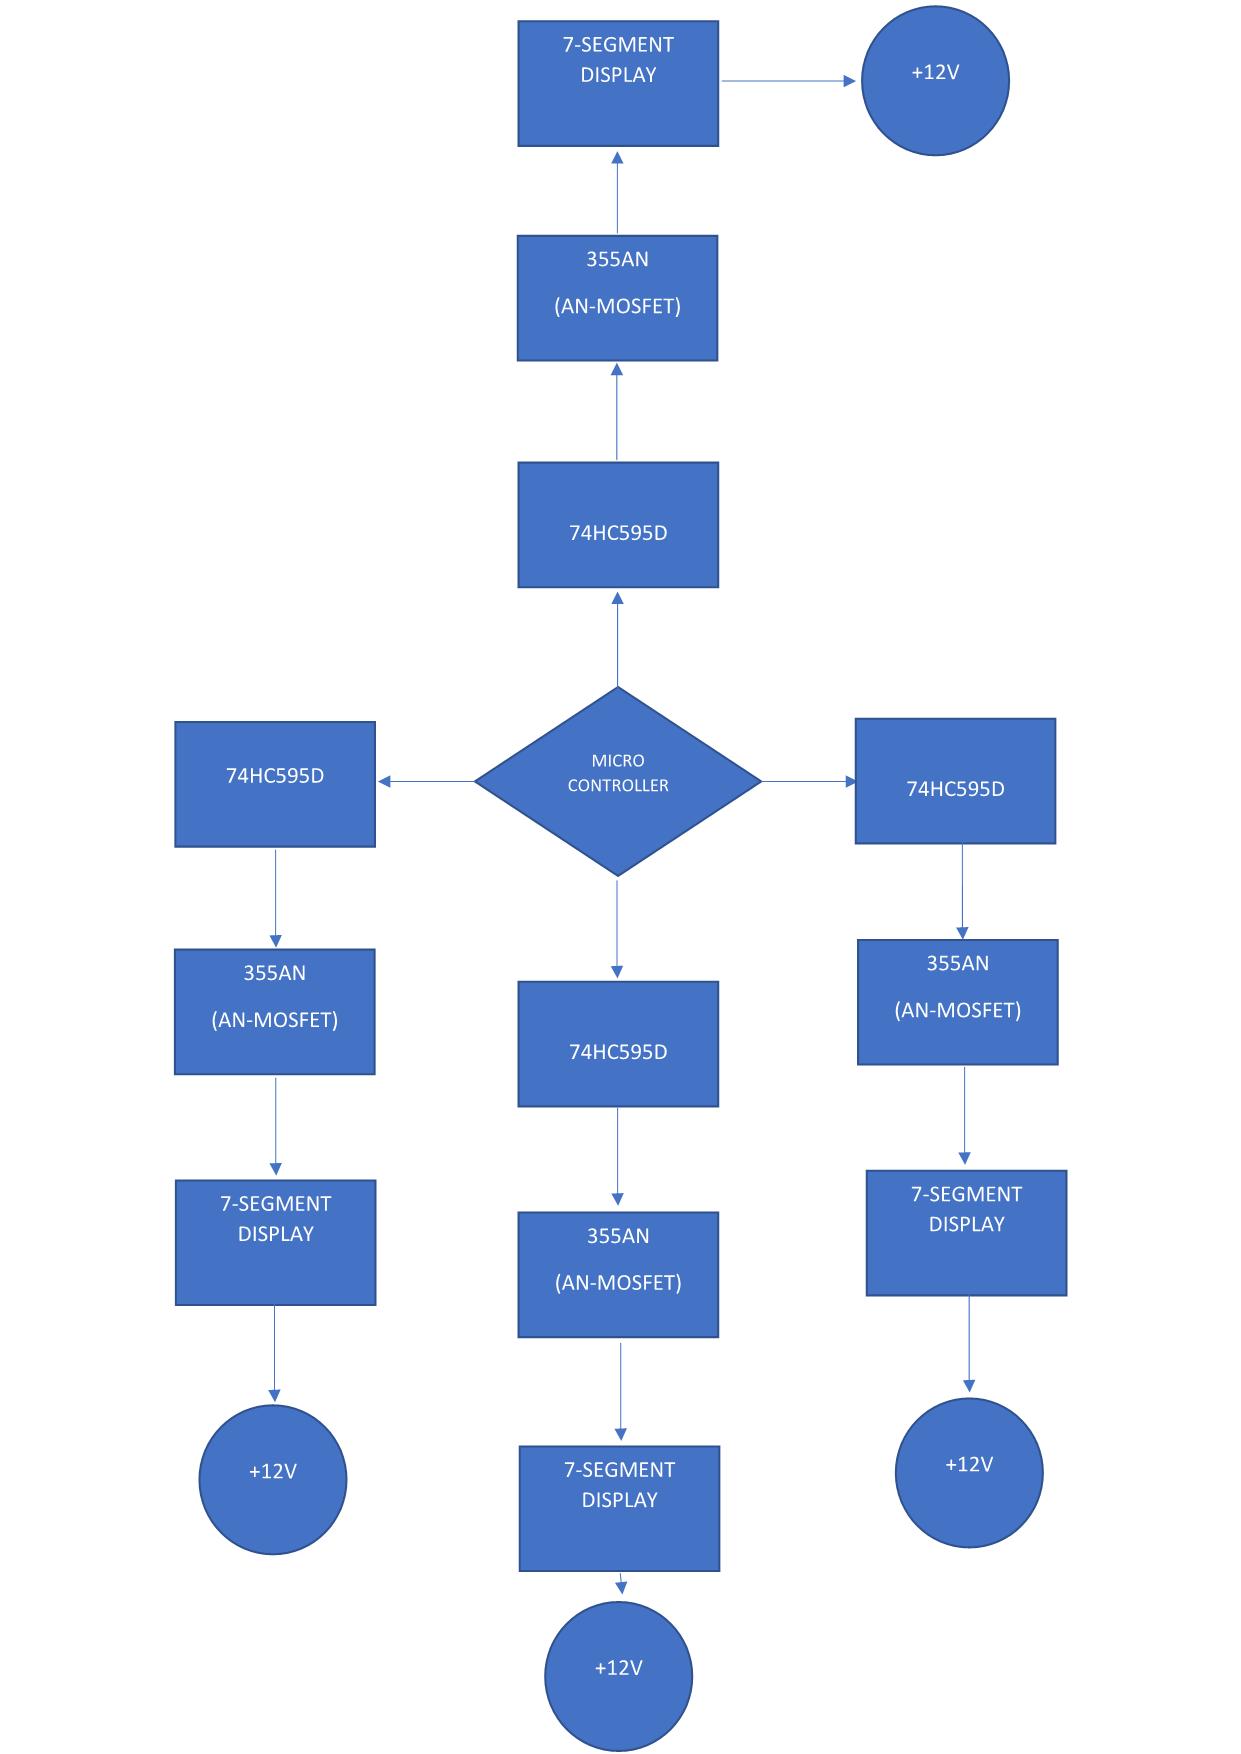 7-SEGMENT
DISPLAY
+12V
355AN
(AN-MOSFET)
74HC595D
MICRO
CONTROLLER
74HC595D
74HC595D
355AN
(AN-MOSFET)
74HC595D
355AN
(AN-MOSFET)
7-SEGMENT
DISPLAY
355AN
(AN-MOSFET)
7-SEGMENT
DISPLAY
+12V
7-SEGMENT
DISPLAY
+12V
+12V